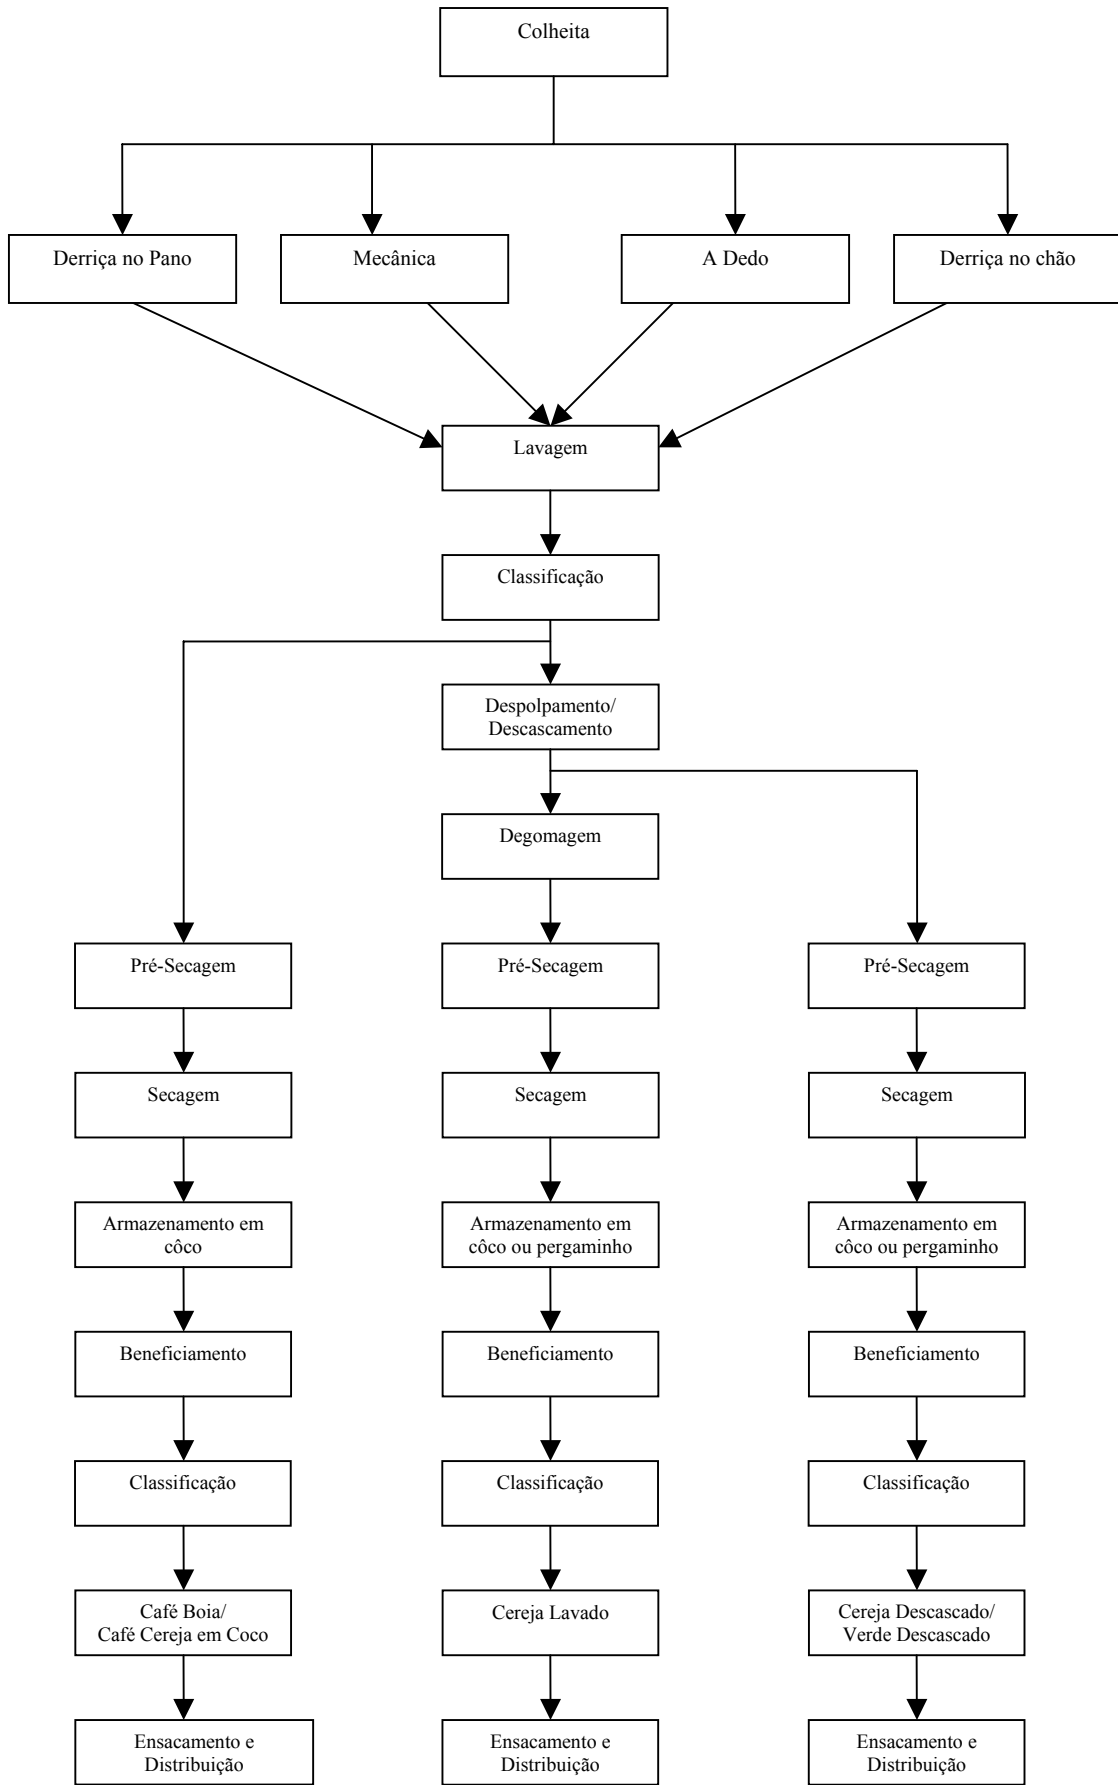 Colheita
Derriça no Pano
Mecânica
A Dedo
Derriça no chão
Lavagem
Classificação
Despolpamento/
Descascamento
Degomagem
Pré-Secagem
Pré-Secagem
Pré-Secagem
Secagem
Secagem
Secagem
Armazenamento em
côco
Armazenamento em
côco ou pergaminho
Armazenamento em
côco ou pergaminho
Beneficiamento
Beneficiamento
Beneficiamento
Classificação
Classificação
Classificação
Café Boia/
Café Cereja em Coco
Cereja Lavado
Cereja Descascado/
Verde Descascado
Ensacamento e
Distribuição
Ensacamento e
Distribuição
Ensacamento e
Distribuição